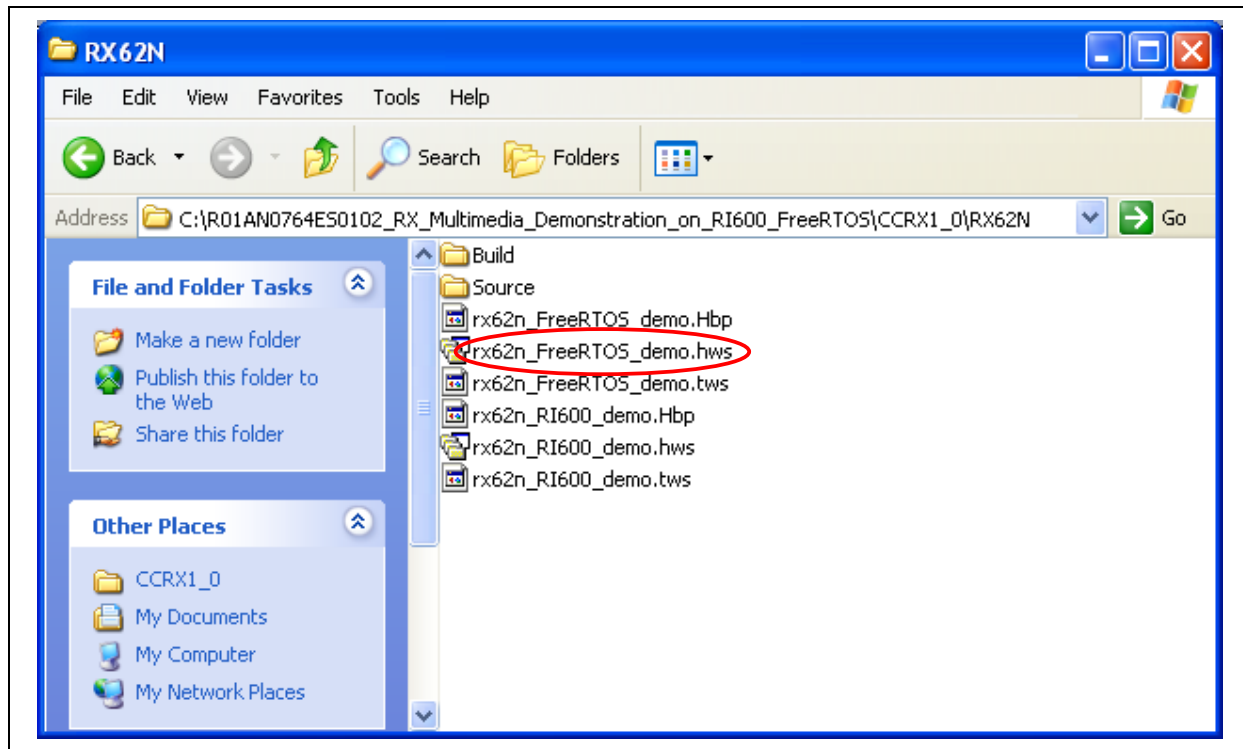 RX62N
File Edit View Favorites Tools Help
Back Search Folders
Address C:\R01AN0764ES0102_RX_Multimedia_Demonstration_on_RI600_FreeRTOS\CCRX1_0\RX62N Go
File and Folder Tasks
Make a new folder
Publish this folder to
the Web
Share this folder
Other Places
CCRX1_0
My Documents
My Computer
My Network Places
Build
Source
rx62n_FreeRTOS_demo.Hbp
rx62n_FreeRTOS_demo.hws
rx62n_FreeRTOS_demo.tws
rx62n_RI600_demo.Hbp
rx62n_RI600_demo.hws
rx62n_RI600_demo.tws